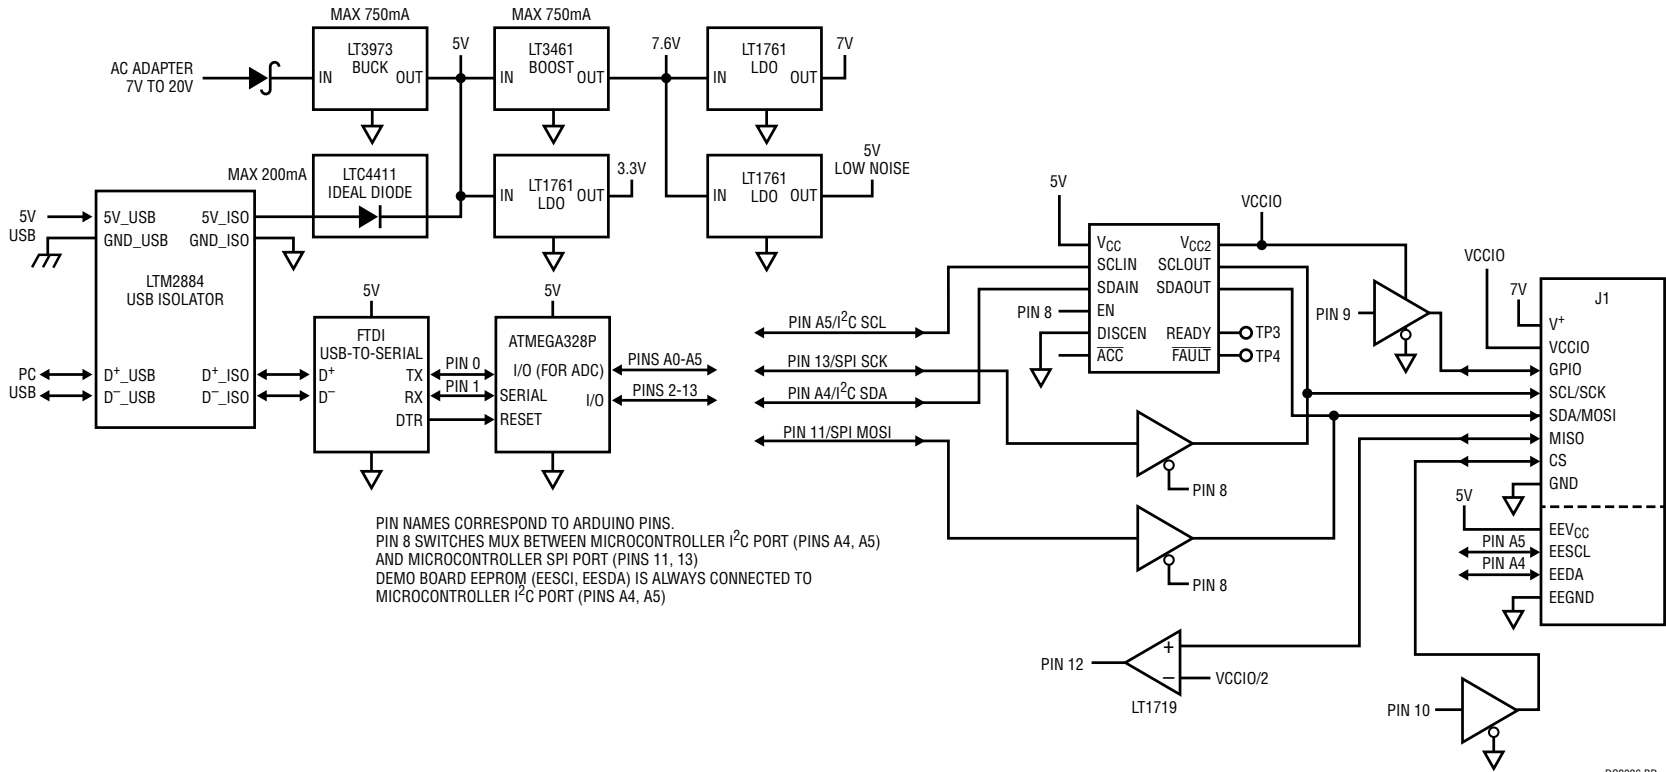 MAX 750mA
MAX 750mA
LT3973
BUCK
IN
OUT
5V
LT3461
BOOST
IN
OUT
7.6V
LT1761
LDO
IN
OUT
7V
AC ADAPTER
7V TO 20V
MAX 200mA
LTC4411
IDEAL DIODE
LT1761
LDO
IN
OUT
3.3V
LT1761
LDO
IN
OUT
5V
LOW NOISE
5V
USB
5V_USB
5V_ISO
GND_USB
GND_ISO
LTM2884
USB ISOLATOR
PC
USB
D+_USB
D+_ISO
D−_USB
D−_ISO
5V
FTDI
USB-TO-SERIAL
D+
TX
D−
RX
DTR
PIN 0
PIN 1
5V
ATMEGA328P
I/O (FOR ADC)
SERIAL
I/O
RESET
PINS A0-A5
PINS 2-13
PIN A5/I2C SCL
PIN 13/SPI SCK
PIN A4/I2C SDA
PIN 11/SPI MOSI
5V
VCCIO
VCC
VCC2
SCLIN
SCLOUT
SDAIN
SDAOUT
PIN 8
EN
DISCEN
READY
TP3
ACC
FAULT
TP4
PIN 9
PIN 8
PIN 8
VCCIO
7V
J1
V+
VCCIO
GPIO
SCL/SCK
SDA/MOSI
MISO
CS
GND
5V
EEVCC
PIN A5
EESCL
PIN A4
EEDA
EEGND
PIN 12
+
−
VCCIO/2
LT1719
PIN 10
PIN NAMES CORRESPOND TO ARDUINO PINS.
PIN 8 SWITCHES MUX BETWEEN MICROCONTROLLER I2C PORT (PINS A4, A5)
AND MICROCONTROLLER SPI PORT (PINS 11, 13)
DEMO BOARD EEPROM (EESCI, EESDA) IS ALWAYS CONNECTED TO
MICROCONTROLLER I2C PORT (PINS A4, A5)